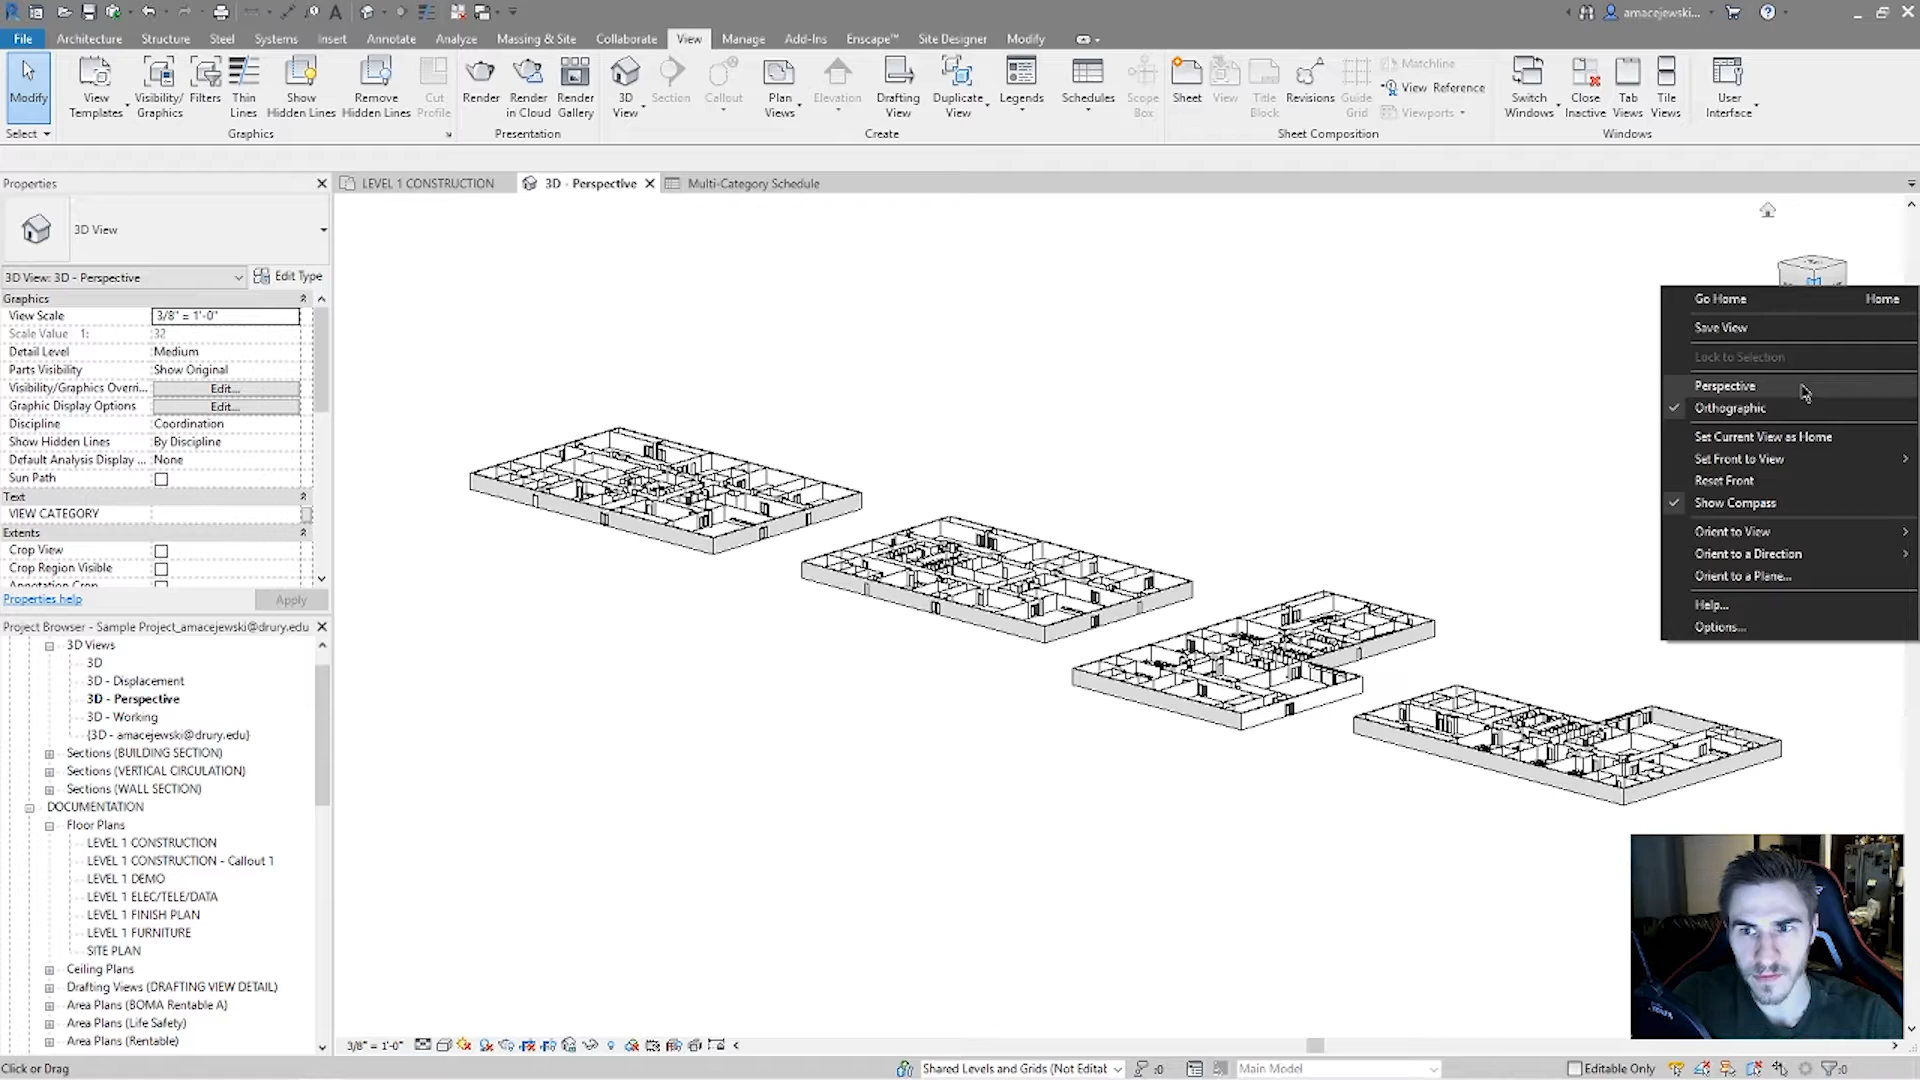 amacejewski...
File Architecture Structure Steel Systems Insert Annotate Analyze Massing & Site Collaborate View Manage Add-Ins Enscape™ Site Designer Modify
Modify
View Templates
Visibility/ Graphics
Filters
Thin Lines
Show Hidden Lines
Remove Hidden Lines
Cut Profile
Render
Render in Cloud
Render Gallery
3D View
Section
Callout
Plan Views
Elevation
Drafting View
Duplicate View
Legends
Schedules
Scope Box
Sheet
View
Title Block
Revisions
Guide Grid
Matchline
View Reference
Viewports
Switch Windows
Close Inactive
Tab Views
Tile Views
User Interface
Select Graphics Presentation Create Sheet Composition Windows
Properties
LEVEL 1 CONSTRUCTION 3D - Perspective Multi-Category Schedule
3D View
3D View: 3D - Perspective Edit Type
Graphics
View Scale 3/8" = 1'-0"
Scale Value 1: 32
Detail Level Medium
Parts Visibility Show Original
Visibility/Graphics Overri... Edit...
Graphic Display Options Edit...
Discipline Coordination
Show Hidden Lines By Discipline
Default Analysis Display ... None
Sun Path
Text
VIEW CATEGORY
Extents
Crop View
Crop Region Visible
Annotation Crop
Properties help Apply
Project Browser - Sample Project_amacejewski@drury.edu
3D Views
3D
3D - Displacement
3D - Perspective
3D - Working
{3D - amacejewski@drury.edu}
Sections (BUILDING SECTION)
Sections (VERTICAL CIRCULATION)
Sections (WALL SECTION)
DOCUMENTATION
Floor Plans
LEVEL 1 CONSTRUCTION
LEVEL 1 CONSTRUCTION - Callout 1
LEVEL 1 DEMO
LEVEL 1 ELEC/TELE/DATA
LEVEL 1 FINISH PLAN
LEVEL 1 FURNITURE
SITE PLAN
Ceiling Plans
Drafting Views (DRAFTING VIEW DETAIL)
Area Plans (BOMA Rentable A)
Area Plans (Life Safety)
Area Plans (Rentable)
Go Home Home
Save View
Lock to Selection
Perspective
Orthographic
Set Current View as Home
Set Front to View
Reset Front
Show Compass
Orient to View
Orient to a Direction
Orient to a Plane...
Help...
Options...
3/8" = 1'-0"
Click or Drag
Shared Levels and Grids (Not Editat
:0
Main Model
Editable Only
:0